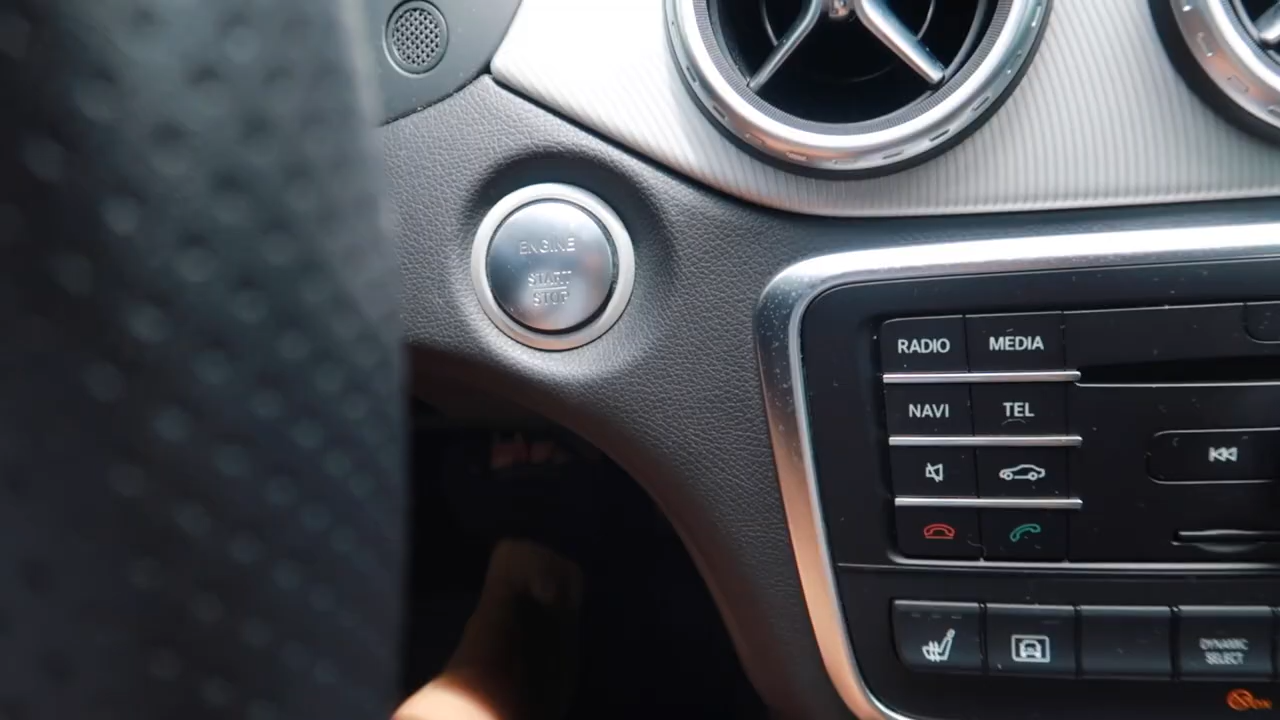 ENGINE
START
STOP
RADIO MEDIA
NAVI TEL
DYNAMIC
SELECT